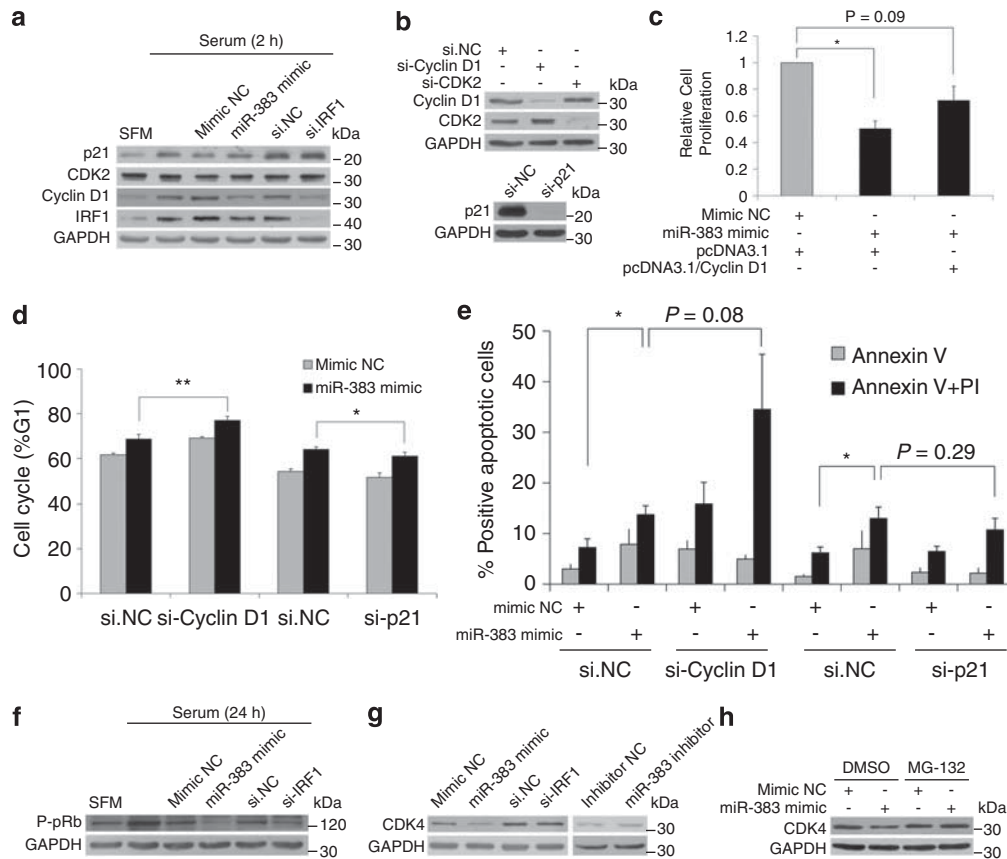 a
Serum (2 h)
SFM
Mimic NC
miR-383 mimic
si.NC
si.IRF1
kDa
p21
20
CDK2
30
Cyclin D1
40
IRF1
30
GAPDH
30
b
si.NC + - -
si-Cyclin D1 - + -
si-CDK2 - - + kDa
Cyclin D1 30
CDK2 30
GAPDH 30
si-NC si-p21 kDa
p21 20
GAPDH 30
c
P = 0.09
*
Relative Cell Proliferation
1.2
1
0.8
0.6
0.4
0.2
0
Mimic NC + - -
miR-383 mimic - + +
pcDNA3.1 + + -
pcDNA3.1/Cyclin D1 - - +
d
Cell cycle (%G1)
100
80
60
40
20
0
Mimic NC
miR-383 mimic
**
*
si.NC si-Cyclin D1 si.NC si-p21
e
% Positive apoptotic cells
50
40
30
20
10
0
* P = 0.08
Annexin V
Annexin V+PI
* P = 0.29
mimic NC + - + - + - + -
miR-383 mimic - + - + - + - +
si.NC si-Cyclin D1 si.NC si-p21
f
Serum (24 h)
SFM
Mimic NC
miR-383 mimic
si.NC
si-IRF1
kDa
P-pRb 120
GAPDH 30
g
Mimic NC
miR-383 mimic
si.NC
si-IRF1
Inhibitor NC
miR-383 inhibitor
kDa
CDK4 30
GAPDH 30
h
DMSO MG-132
Mimic NC + - + -
miR-383 mimic - + - + kDa
CDK4 30
GAPDH 30